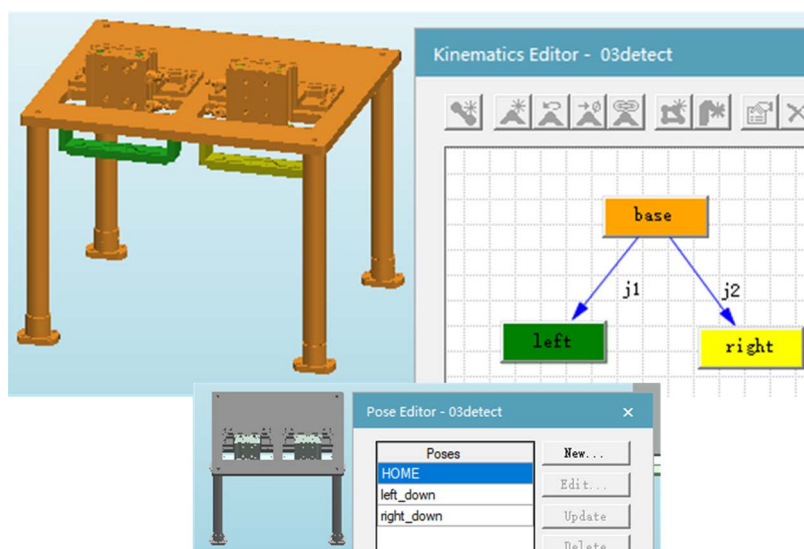 Kinematics Editor - 03detect
base
j1
j2
left
right
Pose Editor - 03detect
×
Poses
New...
HOME
Edit...
left_down
right_down
Update
Delete